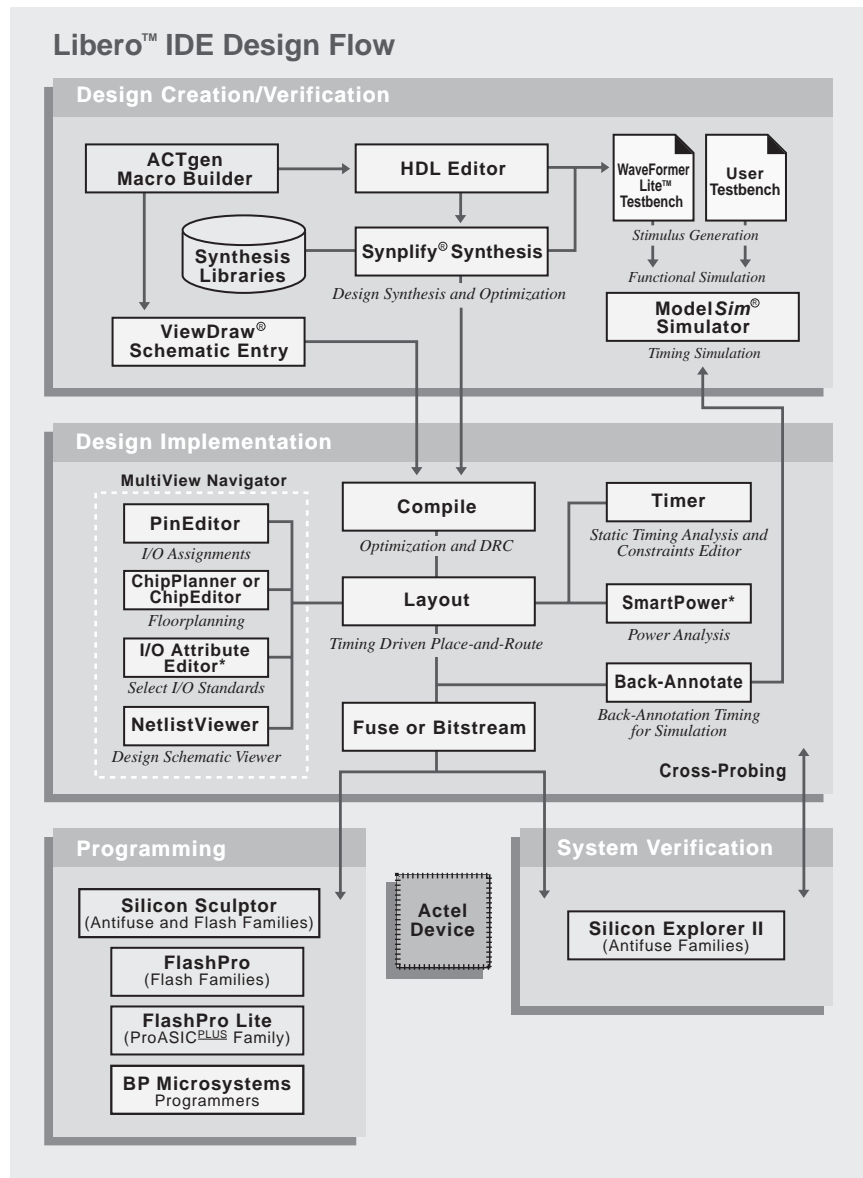 Libero™ IDE Design Flow
Design Creation/Verification
ACTgen
Macro Builder
HDL Editor
WaveFormer
Lite™
Testbench
User
Testbench
Stimulus Generation
Synthesis
Libraries
Synplify® Synthesis
Design Synthesis and Optimization
Functional Simulation
ModelSim®
Simulator
Timing Simulation
ViewDraw®
Schematic Entry
Design Implementation
MultiView Navigator
PinEditor
I/O Assignments
ChipPlanner or
ChipEditor
Floorplanning
I/O Attribute
Editor*
Select I/O Standards
NetlistViewer
Design Schematic Viewer
Compile
Optimization and DRC
Layout
Timing Driven Place-and-Route
Fuse or Bitstream
Timer
Static Timing Analysis and
Constraints Editor
SmartPower*
Power Analysis
Back-Annotate
Back-Annotation Timing
for Simulation
Cross-Probing
Programming
Silicon Sculptor
(Antifuse and Flash Families)
FlashPro
(Flash Families)
FlashPro Lite
(ProASICPLUS Family)
BP Microsystems
Programmers
Actel
Device
System Verification
Silicon Explorer II
(Antifuse Families)